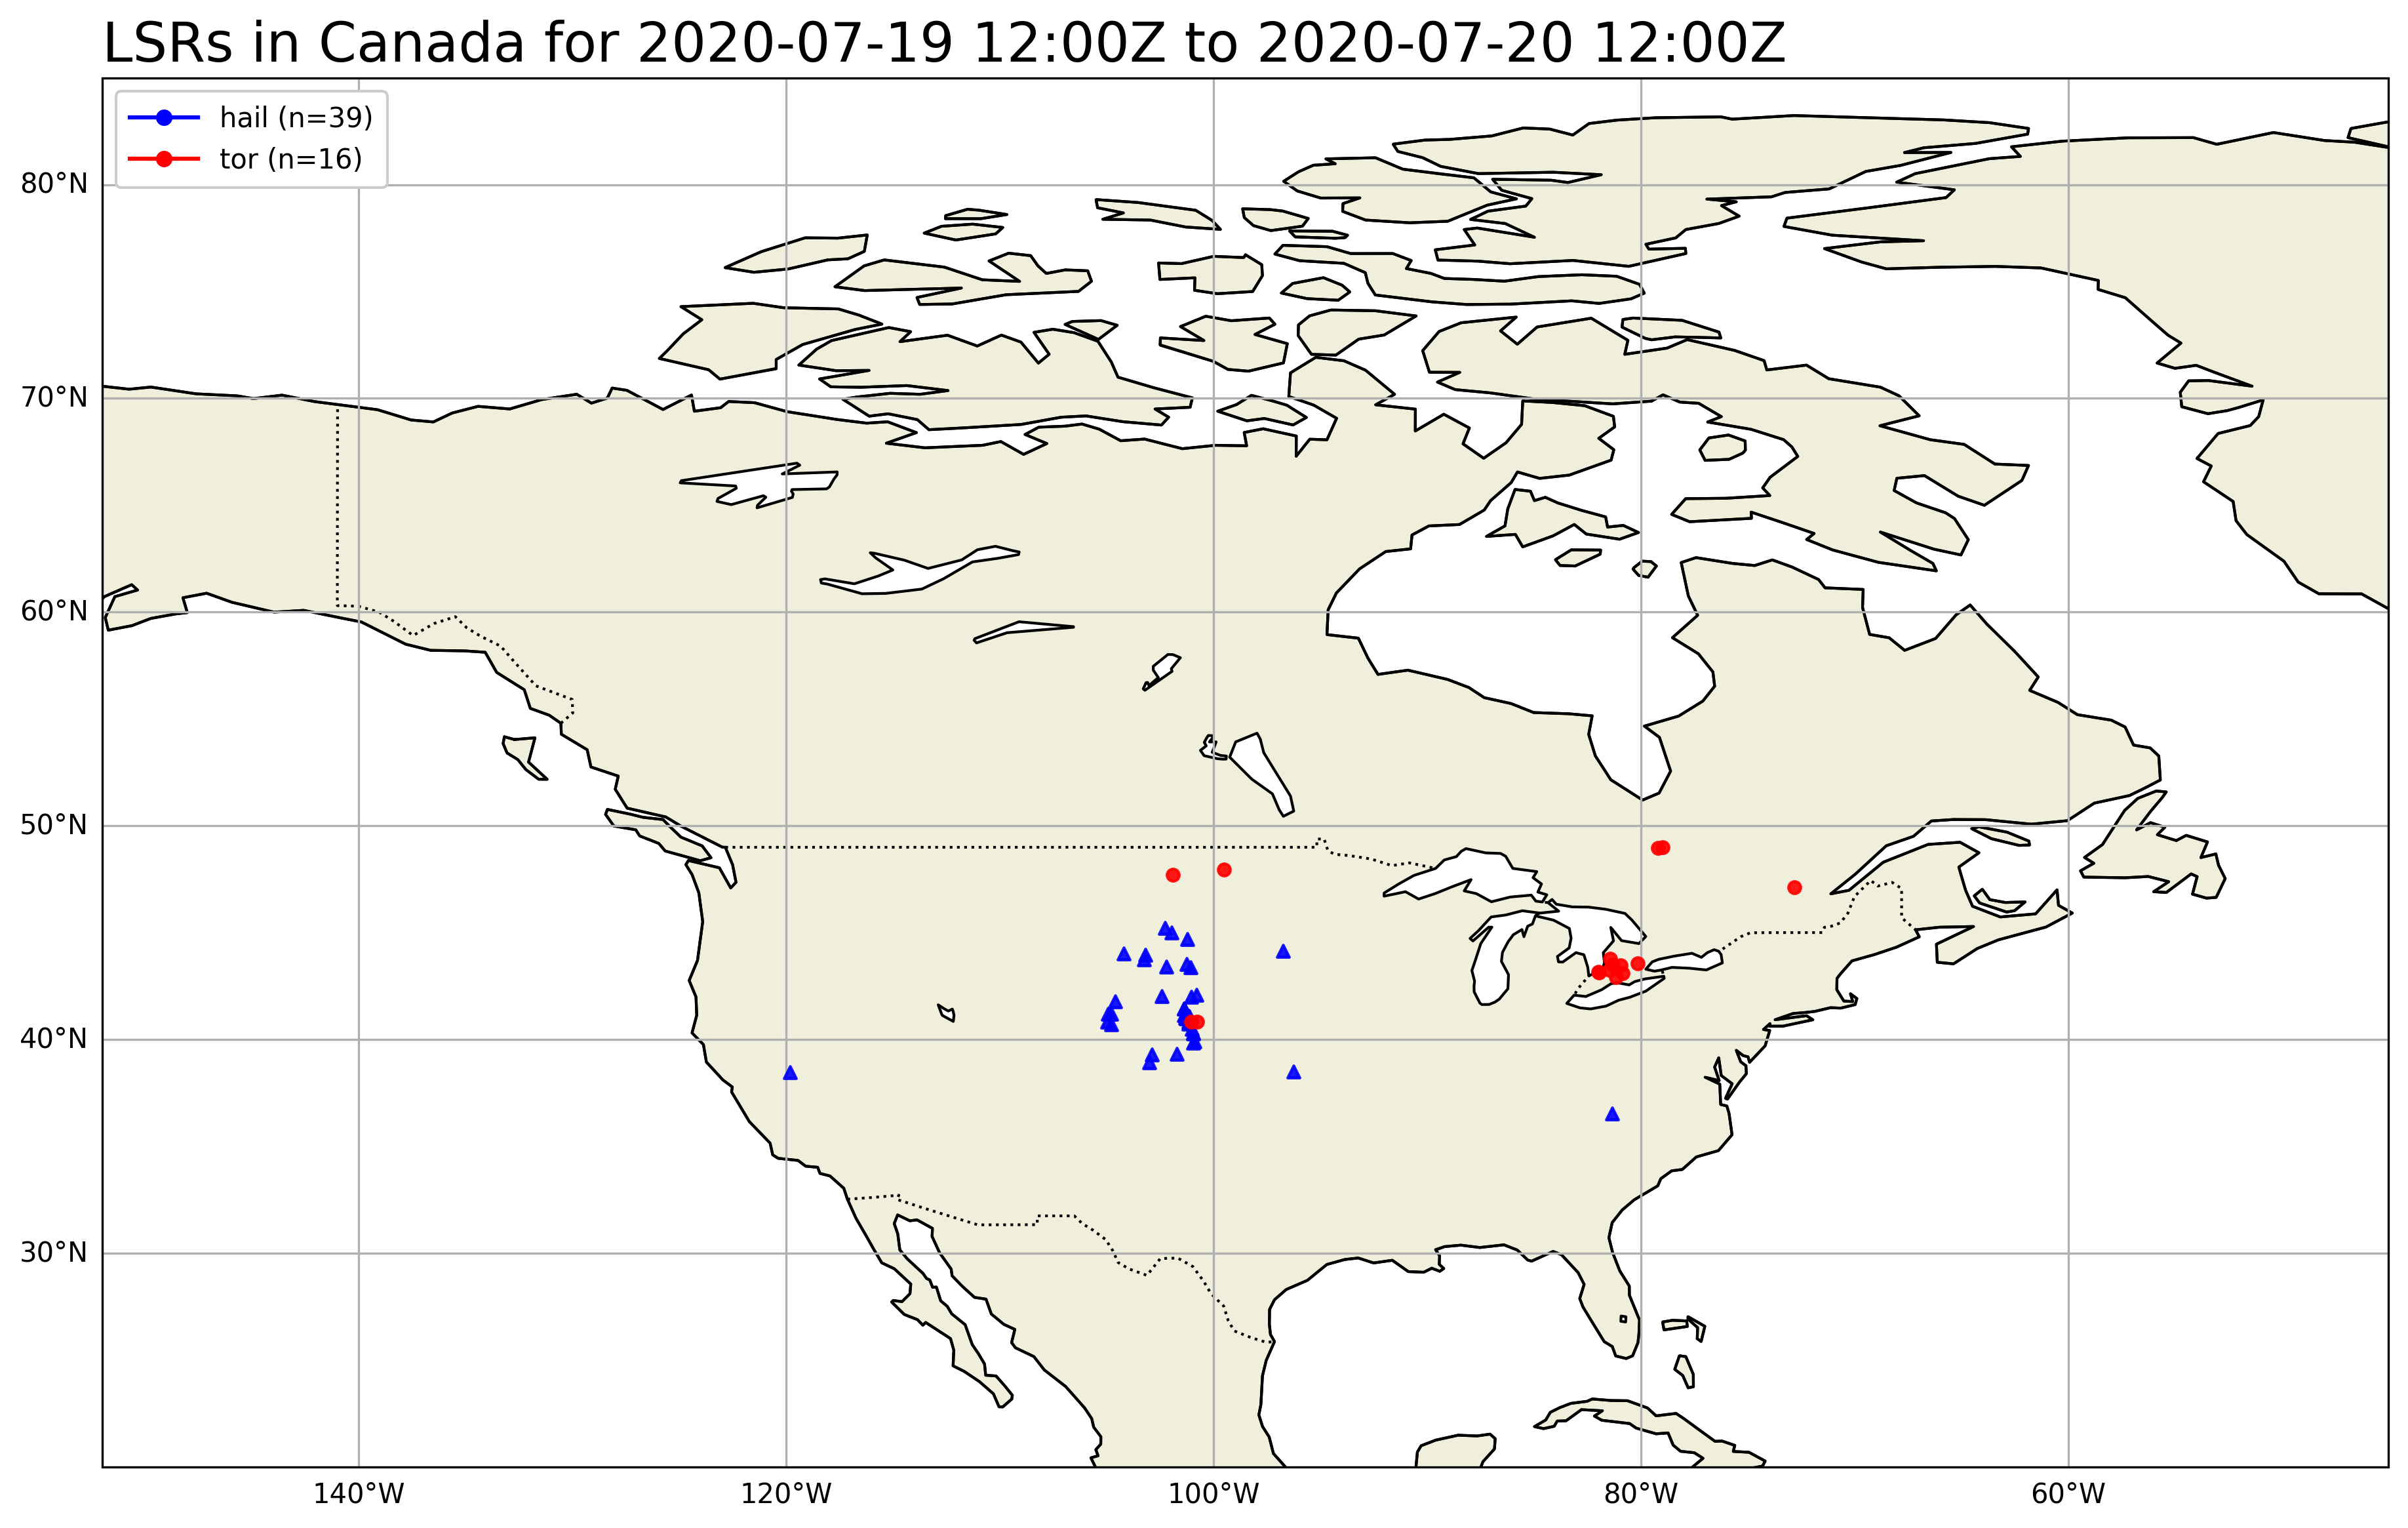 LSRs in Canada for 2020-07-19 12:00Z to 2020-07-20 12:00Z
hail (n=39)
tor (n=16)
80°N
70°N
60°N
50°N
40°N
30°N
140°W 120°W 100°W 80°W 60°W